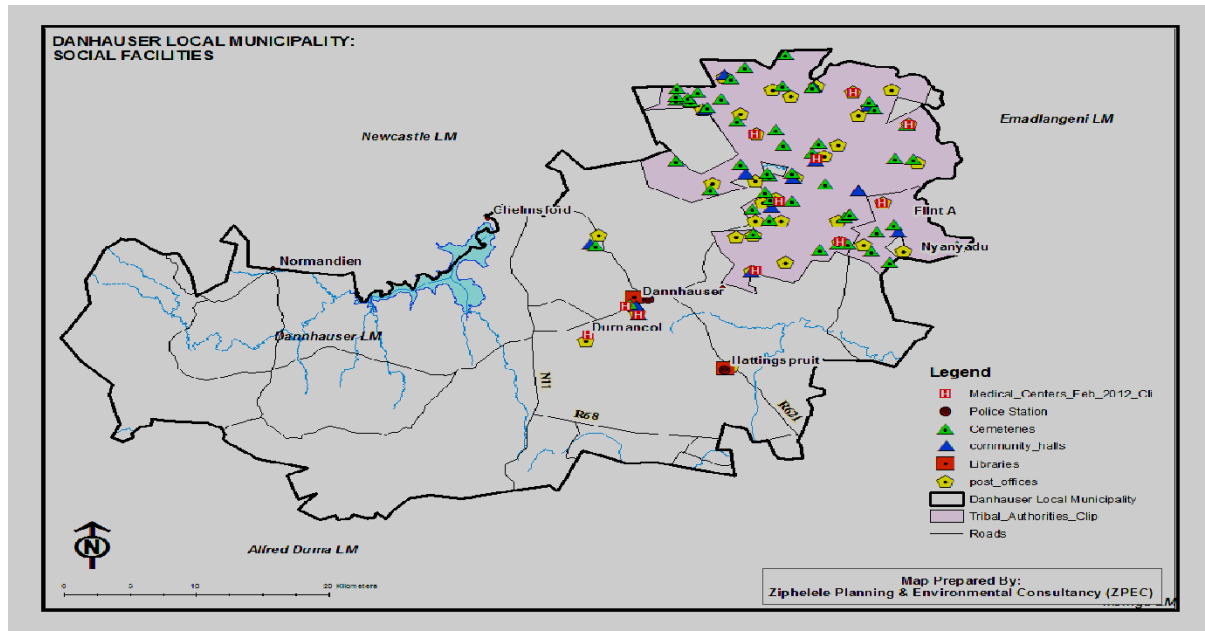 DANHAUSER LOCAL MUNICIPALITY:
SOCIAL FACILITIES
Newcastle LM
Emadlangeni LM
Chelmsford
Flint A
Normandien
Nyanyadu
Dannhauser
Durnancol
Dannhauser LM
Hattingspruit
N11
R68
R621
Legend
Medical_Centers_Feb_2012_Cli
Police Station
Cemeteries
community_halls
Libraries
post_offices
Danhauser Local Municipality
Tribal_Authorities_Clip
Roads
N
Alfred Duma LM
0 5 10 20 Kilometers
Map Prepared By:
Ziphelele Planning & Environmental Consultancy (ZPEC)